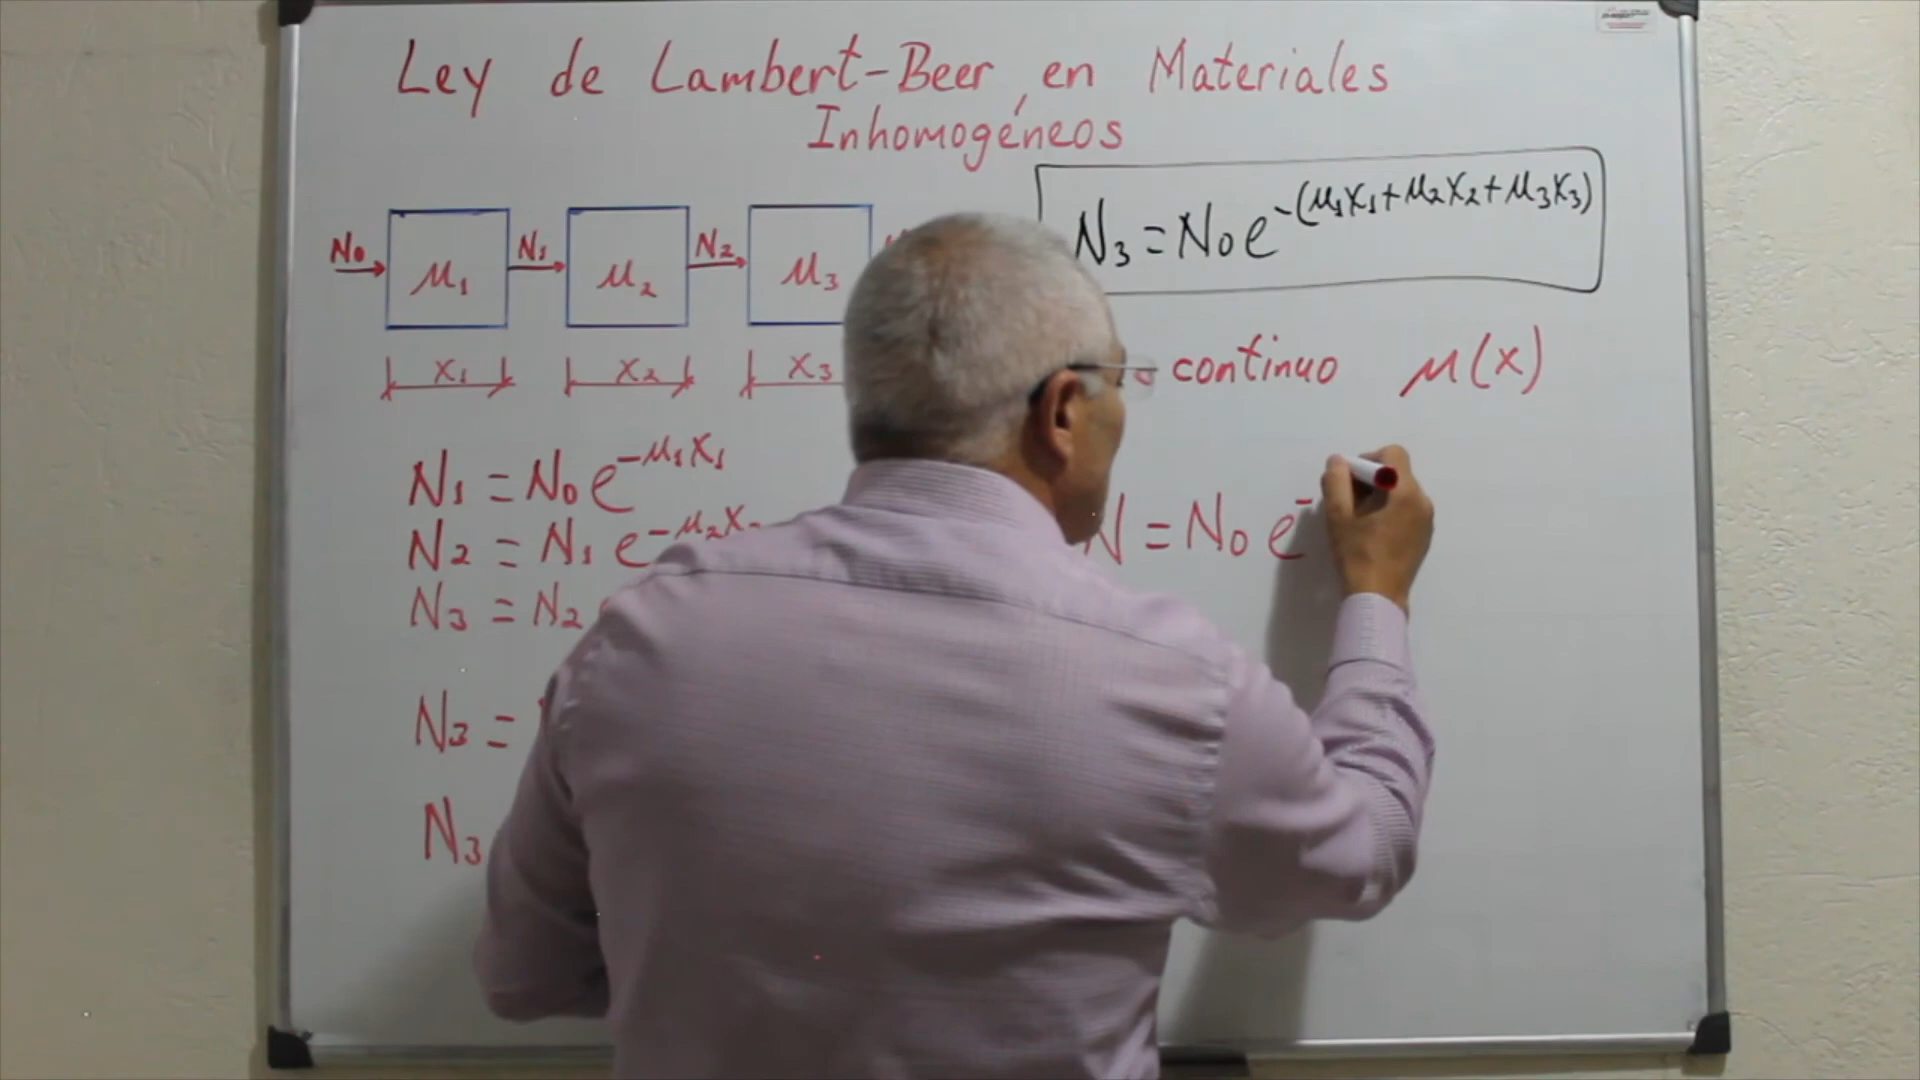 Ley de Lambert-Beer en Materiales
Inhomogéneos
N₀ μ₁ N₁ μ₂ N₂ μ₃
x₁ x₂ x₃
N₁ = N₀ e^{-μ₁x₁}
N₂ = N₁ e^{-μ₂x
N₃ = N₂
N₃ =
N₃
N₃ = N₀ e^{-(μ₁x₁+μ₂x₂+μ₃x₃)}
continuo μ(x)
N = N₀ e^{-